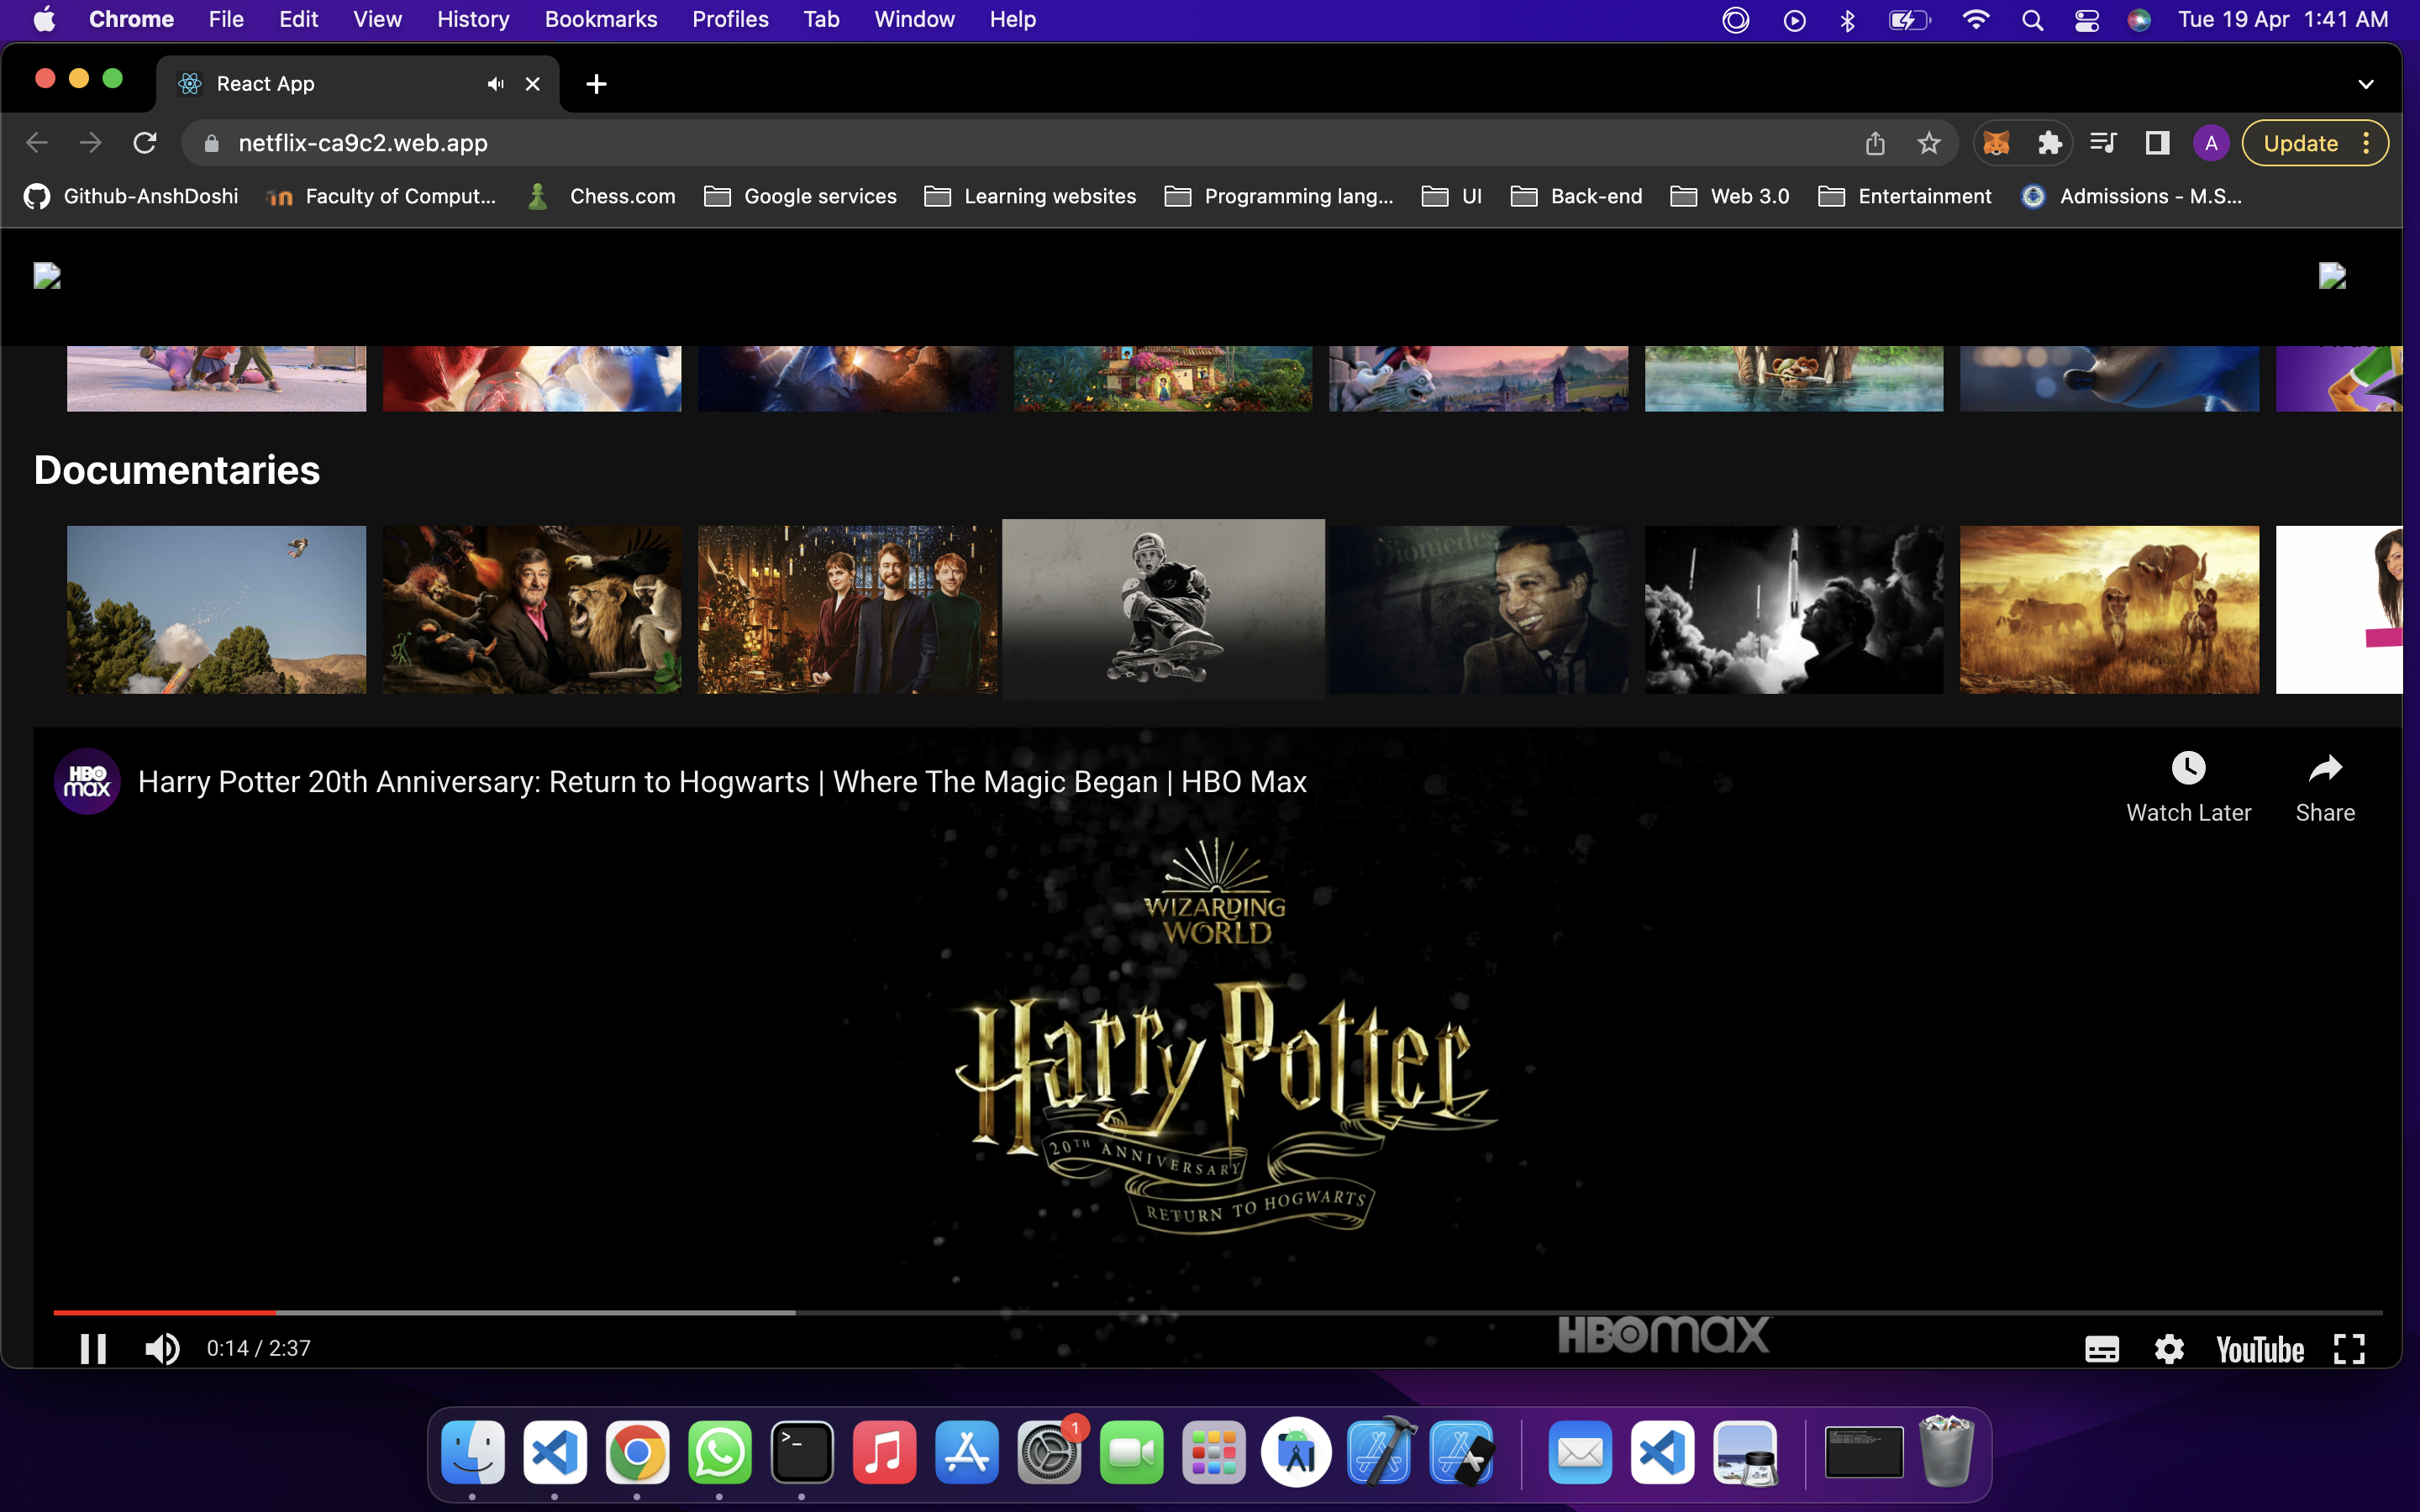 Chrome File Edit View History Bookmarks Profiles Tab Window Help Tue 19 Apr 1:41 AM
React App
netflix-ca9c2.web.app A Update
Github-AnshDoshi Faculty of Comput... Chess.com Google services Learning websites Programming lang... UI Back-end Web 3.0 Entertainment Admissions - M.S...
Documentaries
HBO
max
Harry Potter 20th Anniversary: Return to Hogwarts | Where The Magic Began | HBO Max
Watch Later Share
WIZARDING
WORLD
Harry Potter
20TH ANNIVERSARY
RETURN TO HOGWARTS
HBOmax
0:14 / 2:37 YouTube
1